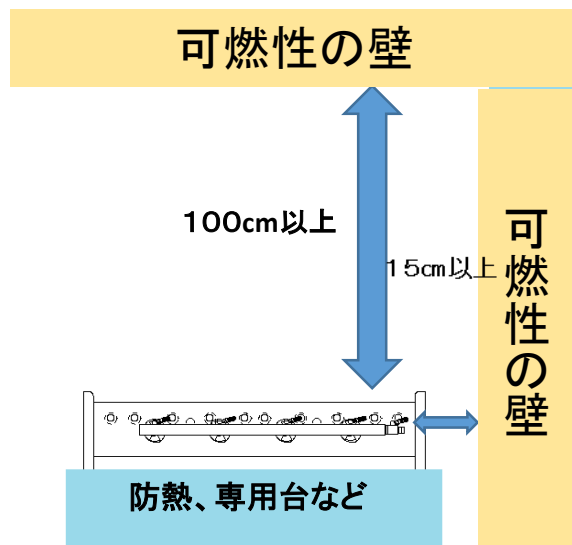 可燃性の壁
100cm以上
15cm以上
可燃性の壁
防熱、専用台など